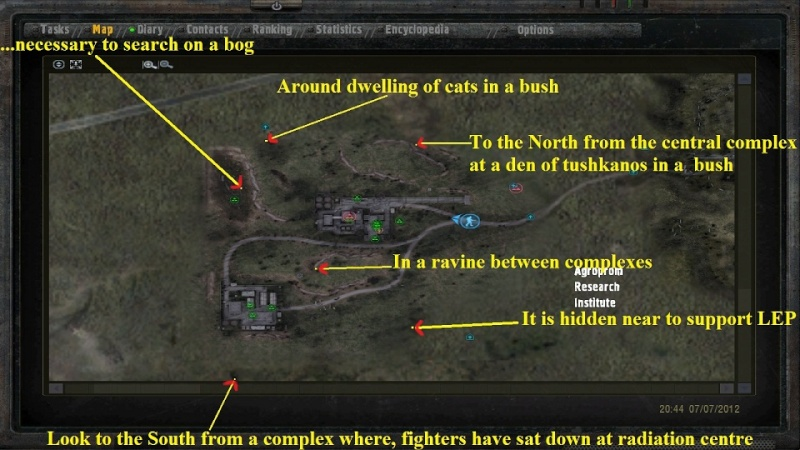 Tasks Map Diary Contacts Ranking Statistics Encyclopedia Options
...necessary to search on a bog
Around dwelling of cats in a bush
To the North from the central complex
at a den of tushkanos in a bush
In a ravine between complexes
Agroprom
Research
Institute
It is hidden near to support LEP
20:44 07/07/2012
Look to the South from a complex where, fighters have sat down at radiation centre